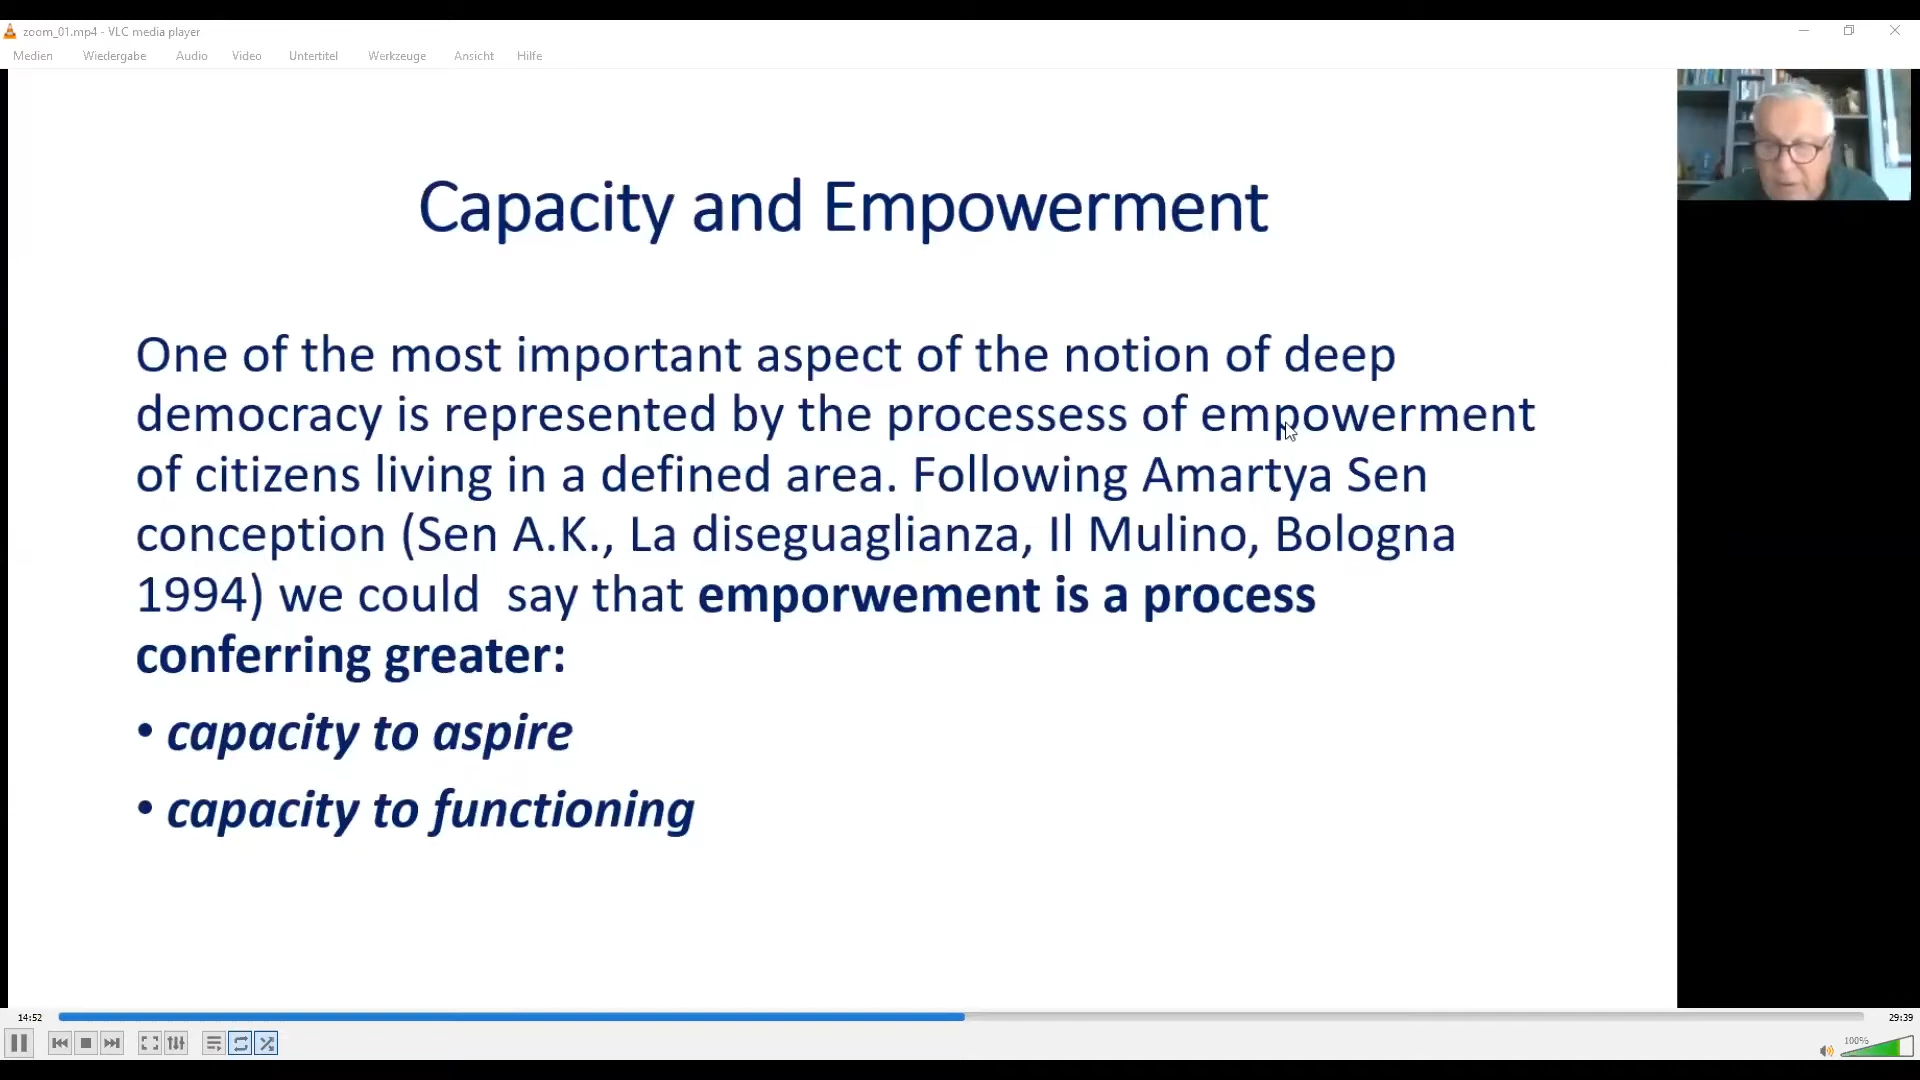 zoom_01.mp4 - VLC media player
Medien Wiedergabe Audio Video Untertitel Werkzeuge Ansicht Hilfe
Capacity and Empowerment
One of the most important aspect of the notion of deep
democracy is represented by the processess of empowerment
of citizens living in a defined area. Following Amartya Sen
conception (Sen A.K., La diseguaglianza, Il Mulino, Bologna
1994) we could  say that emporwement is a process
conferring greater:
• capacity to aspire
• capacity to functioning
14:52 29:39
100%